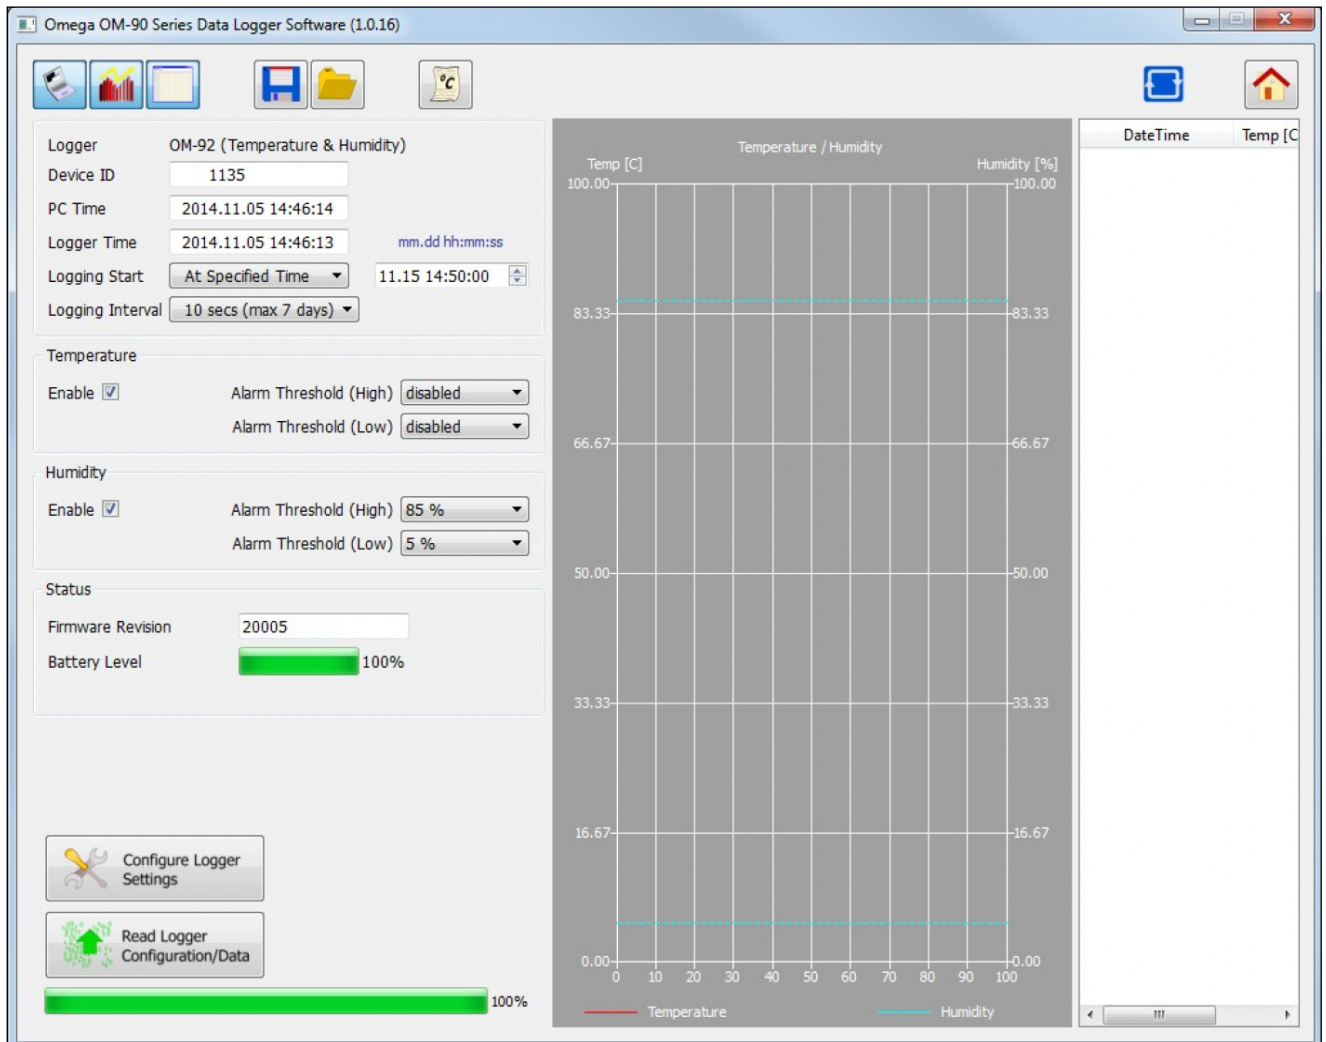 Omega OM-90 Series Data Logger Software (1.0.16)
°C
Logger OM-92 (Temperature & Humidity)
Device ID 1135
PC Time 2014.11.05 14:46:14
Logger Time 2014.11.05 14:46:13 mm.dd hh:mm:ss
Logging Start At Specified Time 11.15 14:50:00
Logging Interval 10 secs (max 7 days)
Temperature
Enable Alarm Threshold (High) disabled
Alarm Threshold (Low) disabled
Humidity
Enable Alarm Threshold (High) 85 %
Alarm Threshold (Low) 5 %
Status
Firmware Revision 20005
Battery Level 100%
Configure Logger
Settings
Read Logger
Configuration/Data
100%
Temperature / Humidity
Temp [C] Humidity [%]
100.00 100.00
83.33 83.33
66.67 66.67
50.00 50.00
33.33 33.33
16.67 16.67
0.00 0.00
0 10 20 30 40 50 60 70 80 90 100
Temperature Humidity
DateTime Temp [C